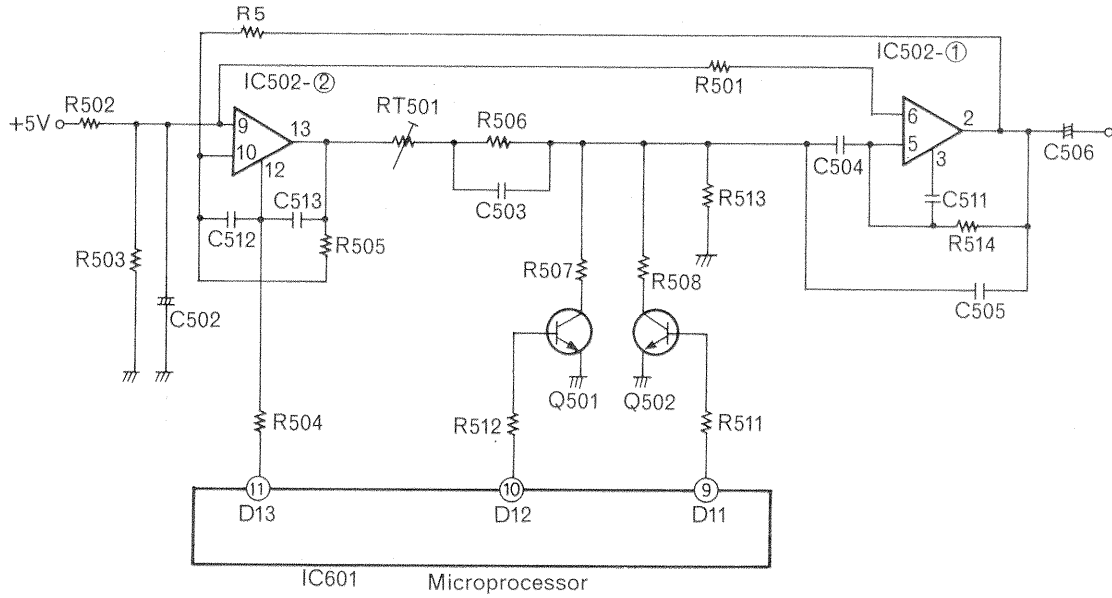 R5
IC502-①
IC502-②
R501
R502
RT501
R506
+5V
9
13
6
2
10
12
5
3
C504
C506
C513
C503
R513
C511
C512
R505
R514
R503
R507
R508
C502
C505
Q501
Q502
R504
R512
R511
⑪
⑩
⑨
D13
D12
D11
IC601
Microprocessor